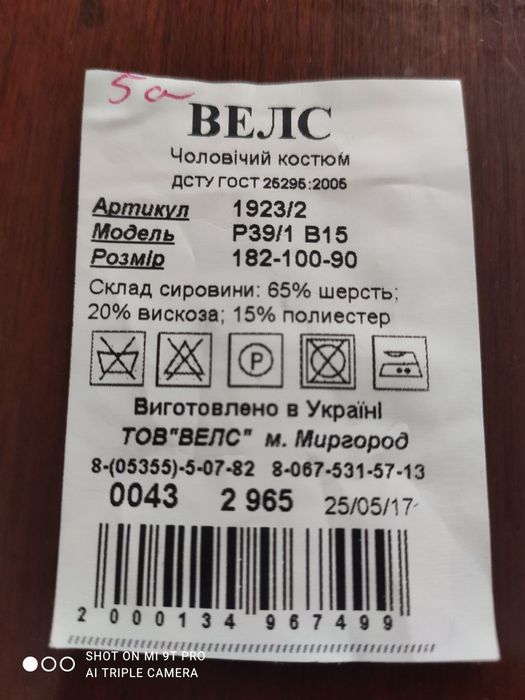 5а
ВЕЛС
Чоловічий костюм
ДСТУ ГОСТ 25295:2005
Артикул 1923/2
Модель Р39/1 В15
Розмір 182-100-90
Склад сировини: 65% шерсть;
20% вискоза; 15% полиестер
P
Виготовлено в Україні
ТОВ"ВЕЛС" м. Миргород
8-(05355)-5-07-82 8-067-531-57-13
0043 2 965 25/05/17
2 000134 967499
SHOT ON MI 9T PRO
AI TRIPLE CAMERA